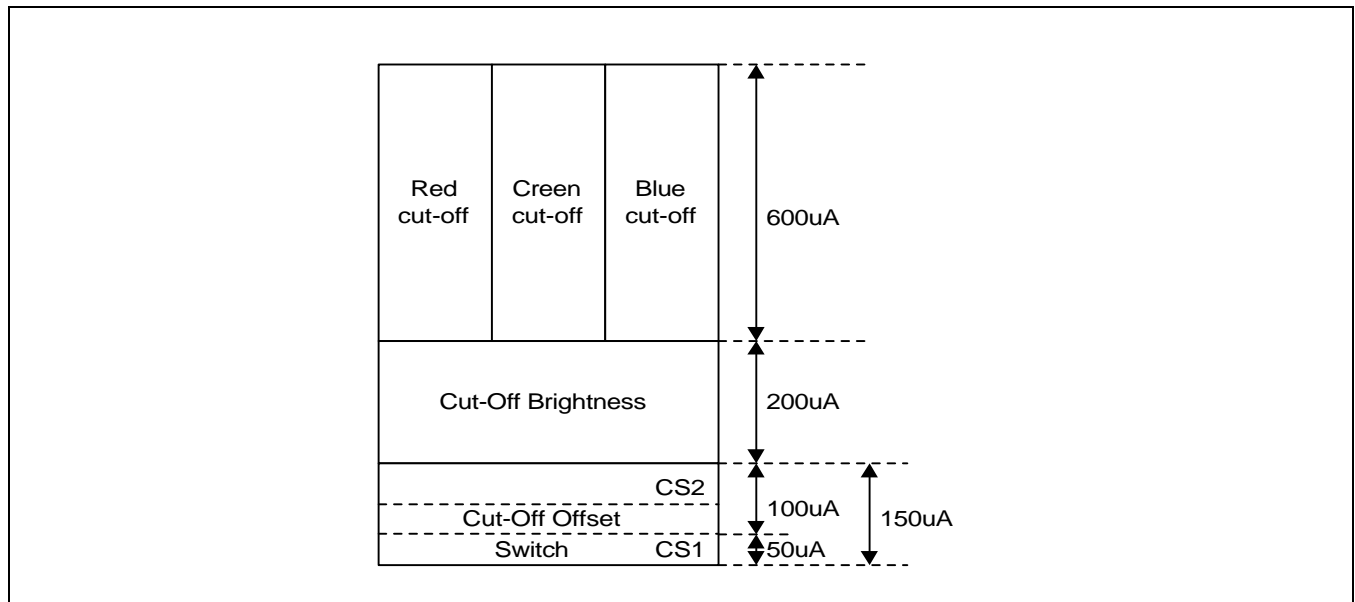 Red
cut-off
Creen
cut-off
Blue
cut-off
600uA
Cut-Off Brightness
200uA
CS2
Cut-Off Offset
100uA
150uA
Switch
CS1
50uA